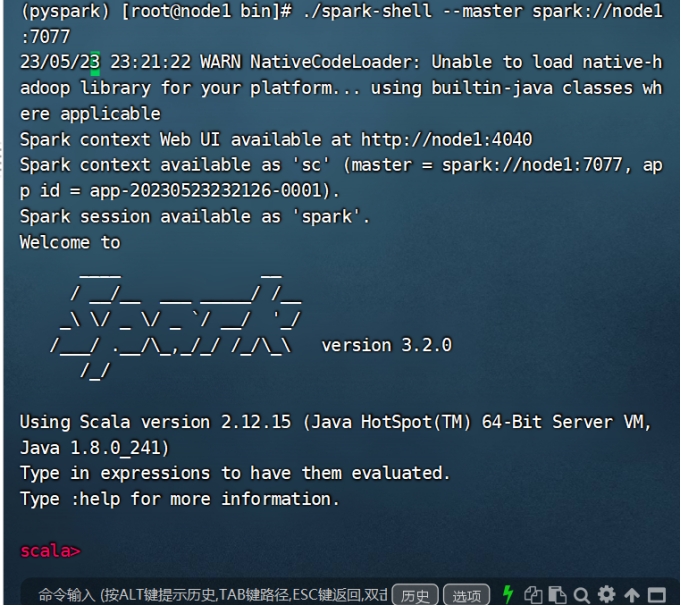 (pyspark) [root@node1 bin]# ./spark-shell --master spark://node1
:7077
23/05/23 23:21:22 WARN NativeCodeLoader: Unable to load native-h
adoop library for your platform... using builtin-java classes wh
ere applicable
Spark context Web UI available at http://node1:4040
Spark context available as 'sc' (master = spark://node1:7077, ap
p id = app-20230523232126-0001).
Spark session available as 'spark'.
Welcome to
      ____              __
     / __/__  ___ _____/ /__
    _\ \/ _ \/ _ `/ __/  '_/
   /___/ .__/\_,_/_/ /_/\_\   version 3.2.0
      /_/
Using Scala version 2.12.15 (Java HotSpot(TM) 64-Bit Server VM,
Java 1.8.0_241)
Type in expressions to have them evaluated.
Type :help for more information.
scala>
命令输入 (按ALT键提示历史,TAB键路径,ESC键返回,双击 历史 选项